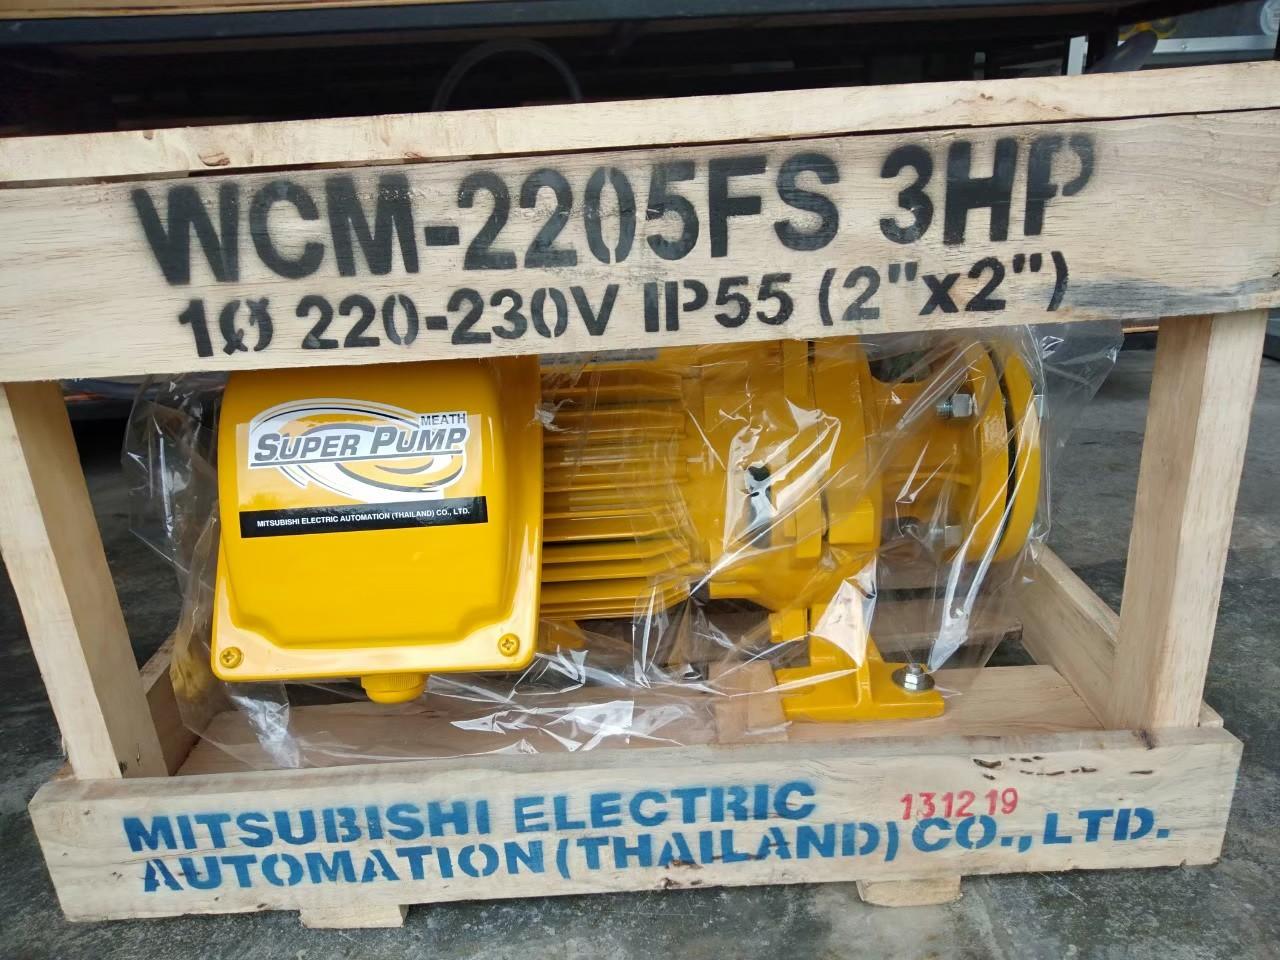 WCM-2205FS 3HP
1Ø 220-230V IP55 (2"x2")
MEATH
SUPER PUMP
MITSUBISHI ELECTRIC AUTOMATION (THAILAND) CO., LTD.
131219
MITSUBISHI ELECTRIC
AUTOMATION (THAILAND) CO., LTD.